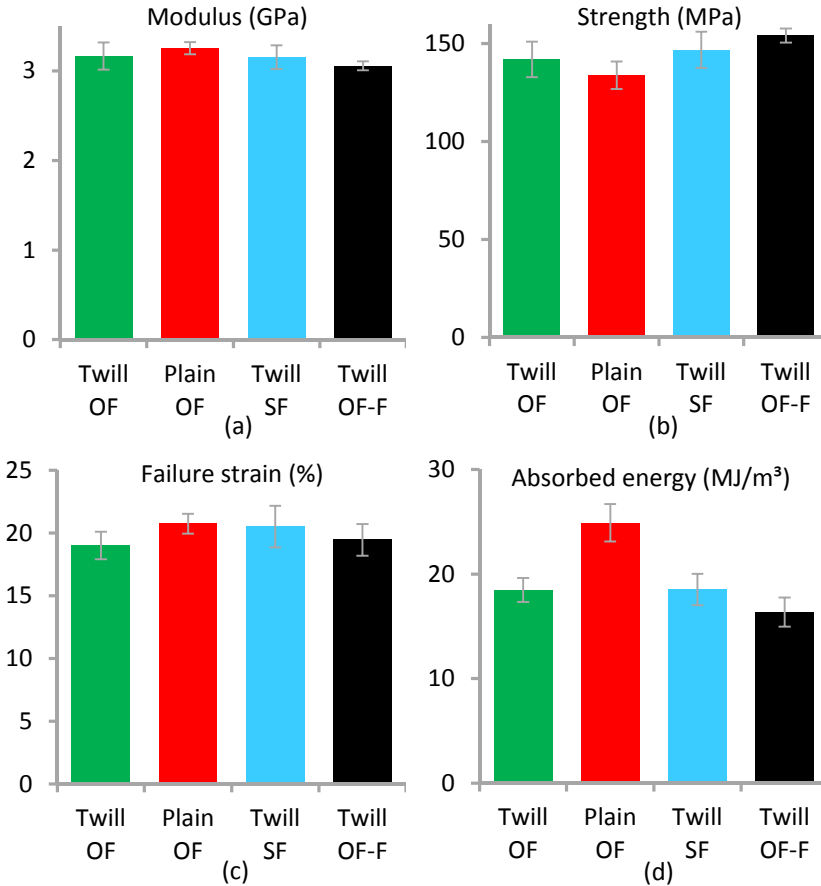 Modulus (GPa)
3
2
1
0
Twill Plain Twill Twill
OF OF SF OF-F
(a)
Strength (MPa)
150
100
50
0
Twill Plain Twill Twill
OF OF SF OF-F
(b)
Failure strain (%)
25
20
15
10
5
0
Twill Plain Twill Twill
OF OF SF OF-F
(c)
Absorbed energy (MJ/m³)
30
20
10
0
Twill Plain Twill Twill
OF OF SF OF-F
(d)